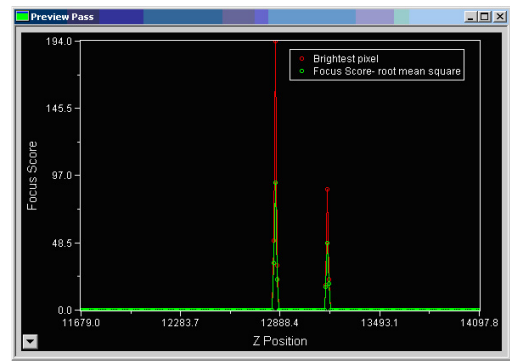 Preview Pass
194.0
145.5
97.0
48.5
0.0
Focus Score
Brightest pixel
Focus Score- root mean square
11679.0 12283.7 12888.4 13493.1 14097.8
Z Position